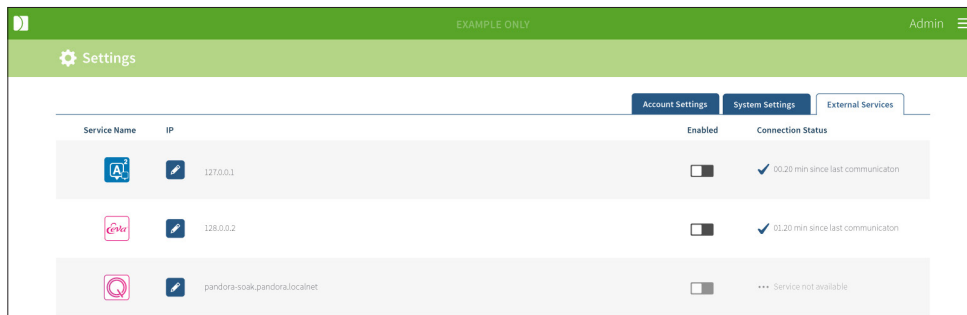 EXAMPLE ONLY
Admin
Settings
Account Settings
System Settings
External Services
Service Name
IP
Enabled
Connection Status
A2
127.0.0.1
00.20 min since last communicaton
eva
128.0.0.2
01.20 min since last communicaton
Q
pandora-soak.pandora.localnet
Service not available